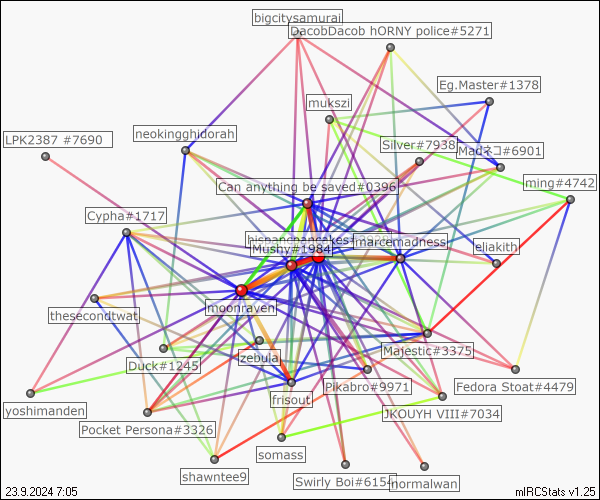 bigcitysamurai
DacobDacob hORNY police#5271
Eg.Master#1378
mukszi
neokingghidorah
LPK2387 #7690
Silver#7938
Madネコ#6901
Can anything be saved#0396
ming#4742
Cypha#1717
marcemadness
Mushy#1984
eliakith
moonraven
thesecondtwat
zebula
Majestic#3375
Duck#1245
Pikabro#9971
Fedora Stoat#4479
frisout
yoshimanden
JKOUYH VIII#7034
Pocket Persona#3326
somass
shawntee9
Swirly Boi#6154
normalwan
23.9.2024 7:05
mIRCStats v1.25